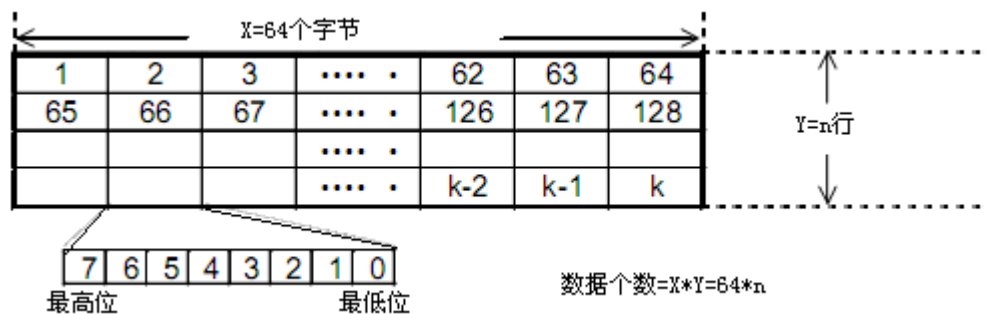 X=64个字节
1 2 3 ···· · 62 63 64
65 66 67 ···· · 126 127 128
Y=n行
···· ·
···· · k-2 k-1 k
7 6 5 4 3 2 1 0
最高位 最低位
数据个数=X*Y=64*n